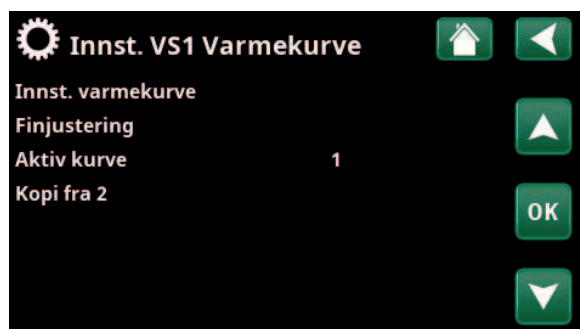 Innst. VS1 Varmekurve
Innst. varmekurve
Finjustering
Aktiv kurve 1
Kopi fra 2
OK